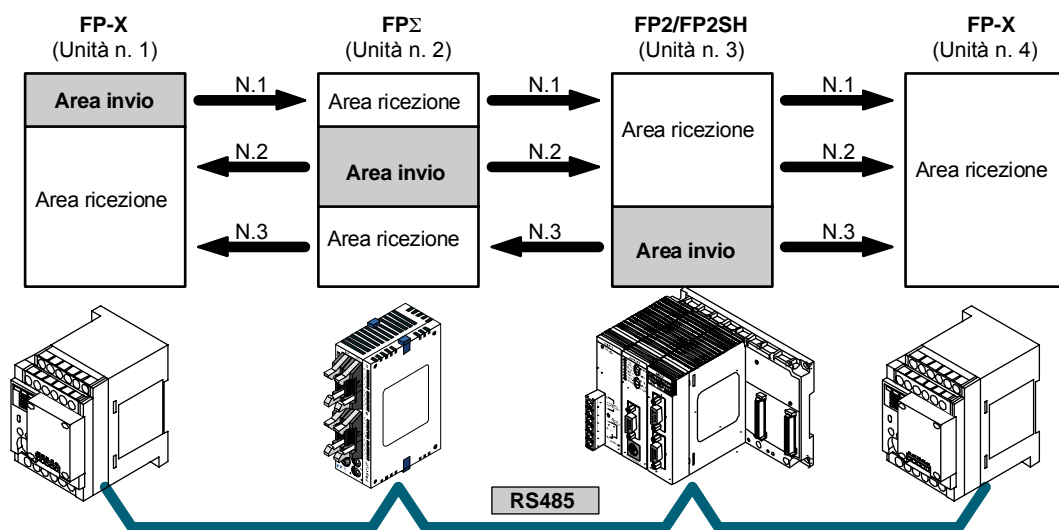 FP-X
(Unità n. 1)
FPΣ
(Unità n. 2)
FP2/FP2SH
(Unità n. 3)
FP-X
(Unità n. 4)
Area invio
N.1
Area ricezione
N.1
Area ricezione
N.1
Area ricezione
Area ricezione
N.2
Area invio
N.2
N.2
N.3
Area ricezione
N.3
Area invio
N.3
RS485